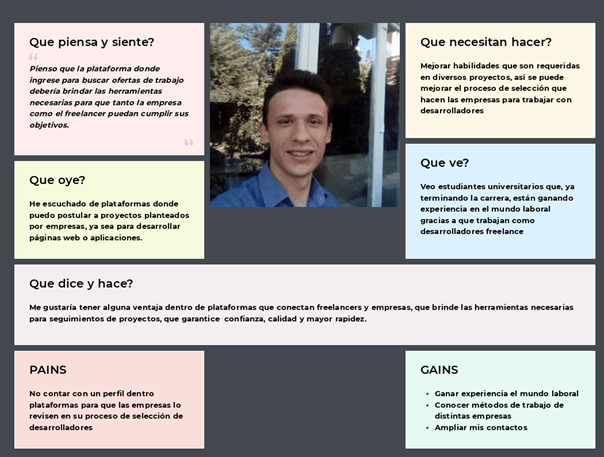 Que piensa y siente?
“
Pienso que la plataforma donde
ingrese para buscar ofertas de trabajo
debería brindar las herramientas
necesarias para que tanto la empresa
como el freelancer puedan cumplir sus
objetivos.
”
Que oye?
He escuchado de plataformas donde
puedo postular a proyectos planteados
por empresas, ya sea para desarrollar
páginas web o aplicaciones.
Que necesitan hacer?
Mejorar habilidades que son requeridas
en diversos proyectos, así se puede
mejorar el proceso de selección que
hacen las empresas para trabajar con
desarrolladores
Que ve?
Veo estudiantes universitarios que, ya
terminando la carrera, están ganando
experiencia en el mundo laboral
gracias a que trabajan como
desarrolladores freelance
Que dice y hace?
Me gustaría tener alguna ventaja dentro de plataformas que conectan freelancers y empresas, que brinde las herramientas necesarias
para seguimientos de proyectos, que garantice confianza, calidad y mayor rapidez.
PAINS
No contar con un perfil dentro
plataformas para que las empresas lo
revisen en su proceso de selección de
desarrolladores
GAINS
• Ganar experiencia el mundo laboral
• Conocer métodos de trabajo de
distintas empresas
• Ampliar mis contactos